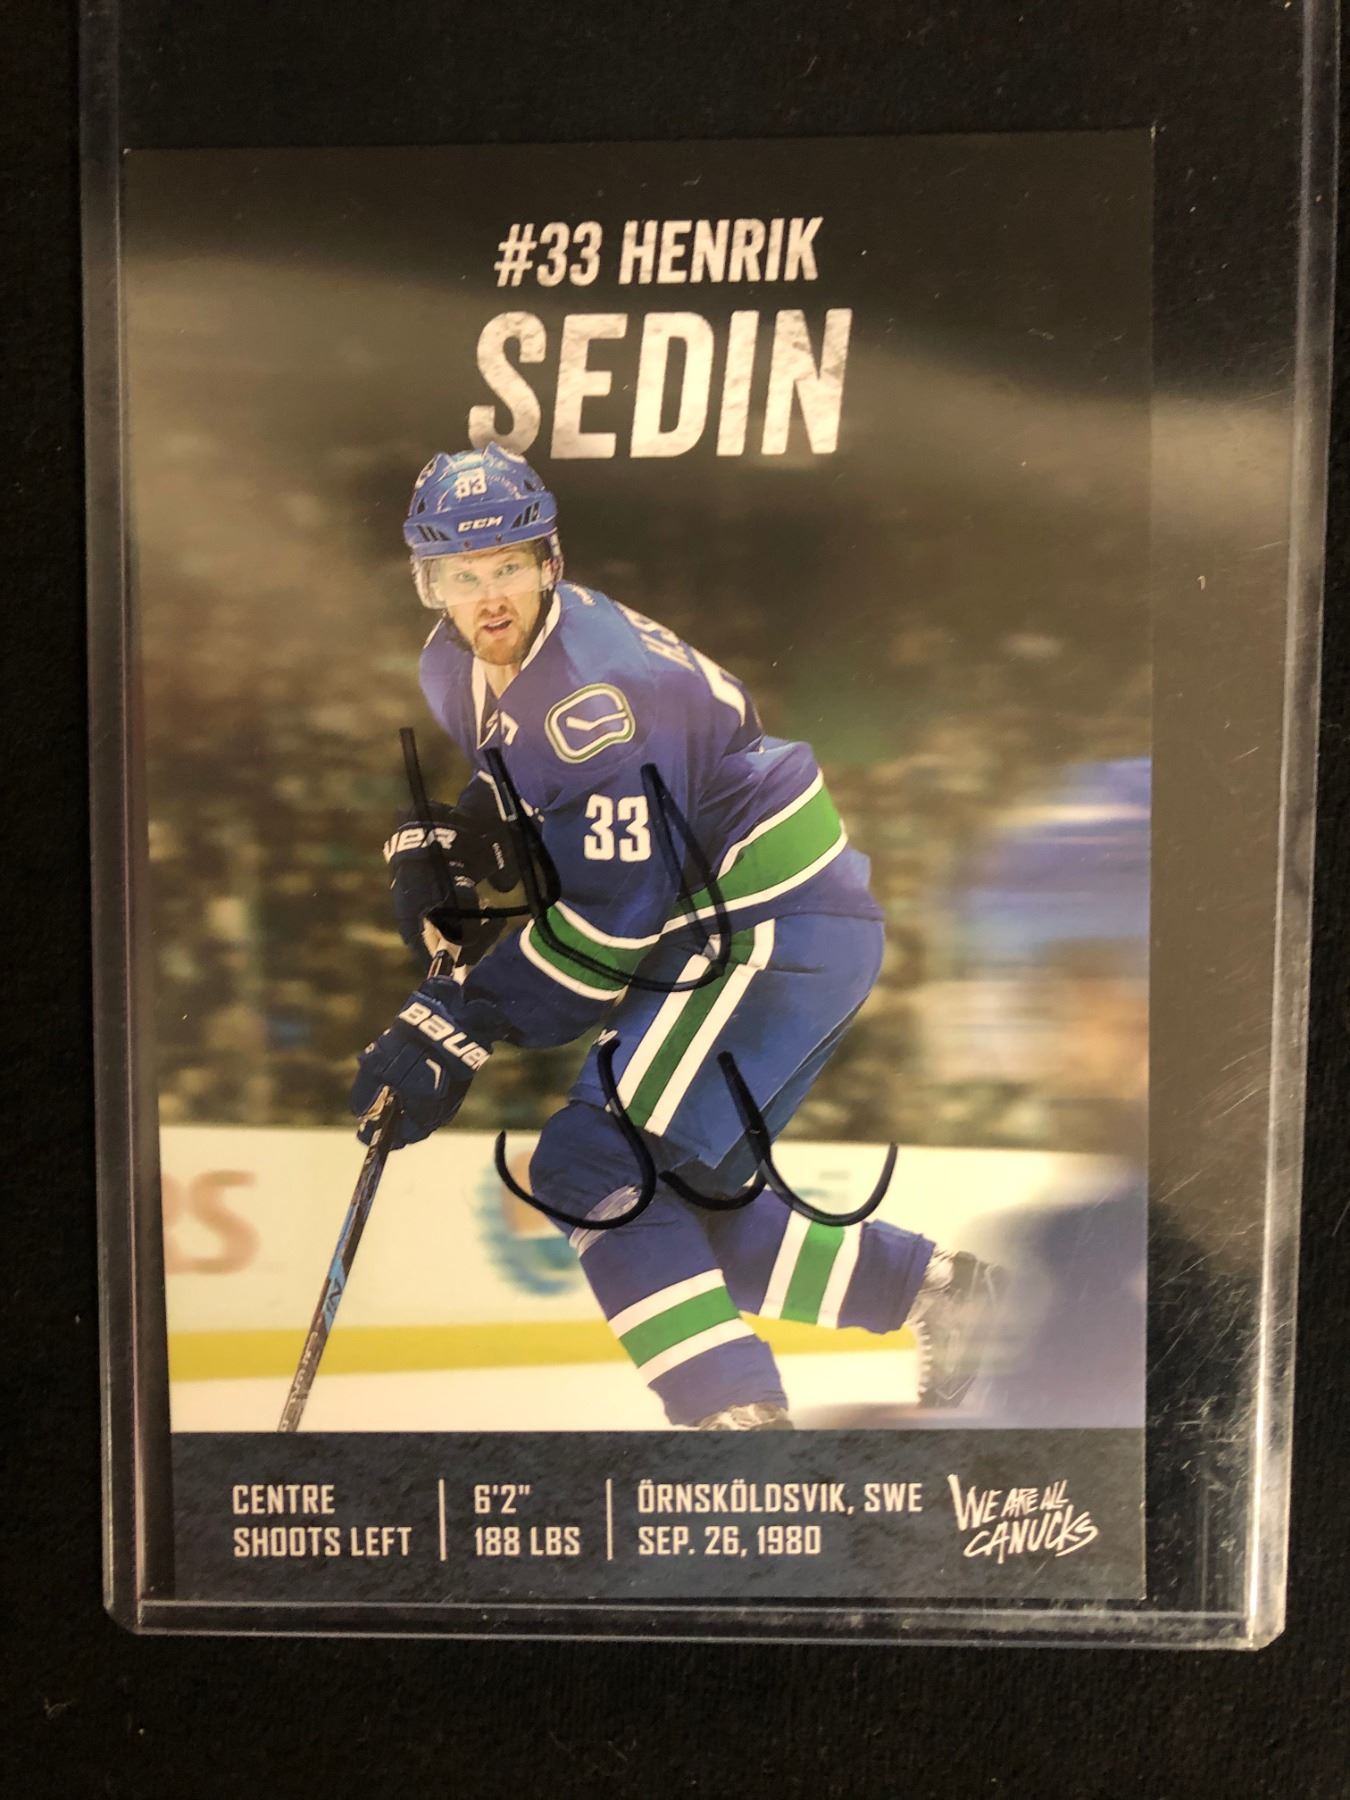 #33 HENRIK
SEDIN
33
CCM
H.S
33
BAUER
CENTRE
SHOOTS LEFT
6'2"
188 LBS
ÖRNSKÖLDSVIK, SWE
SEP. 26, 1980
WE ARE ALL
CANUCKS